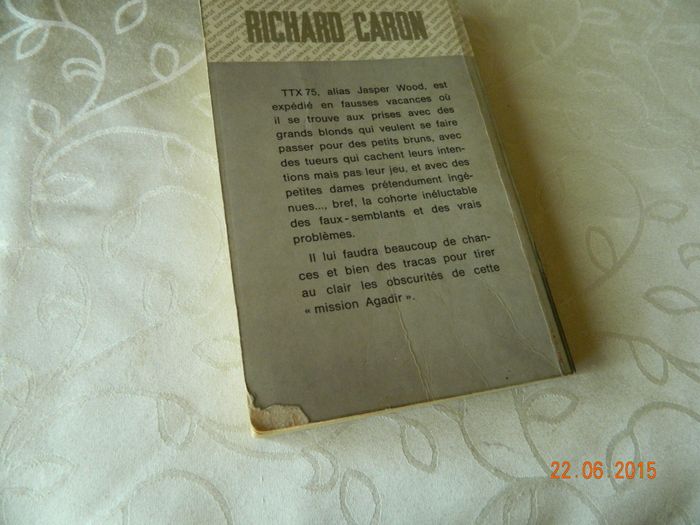 RICHARD CARON
TTX 75, alias Jasper Wood, est
expédié en fausses vacances où
il se trouve aux prises avec des
grands blonds qui veulent se faire
passer pour des petits bruns, avec
des tueurs qui cachent leurs inten-
tions mais pas leur jeu, et avec des
petites dames prétendument ingé-
nues..., bref, la cohorte inéluctable
des faux-semblants et des vrais
problèmes.
Il lui faudra beaucoup de chan-
ces et bien des tracas pour tirer
au clair les obscurités de cette
« mission Agadir ».
22.06.2015